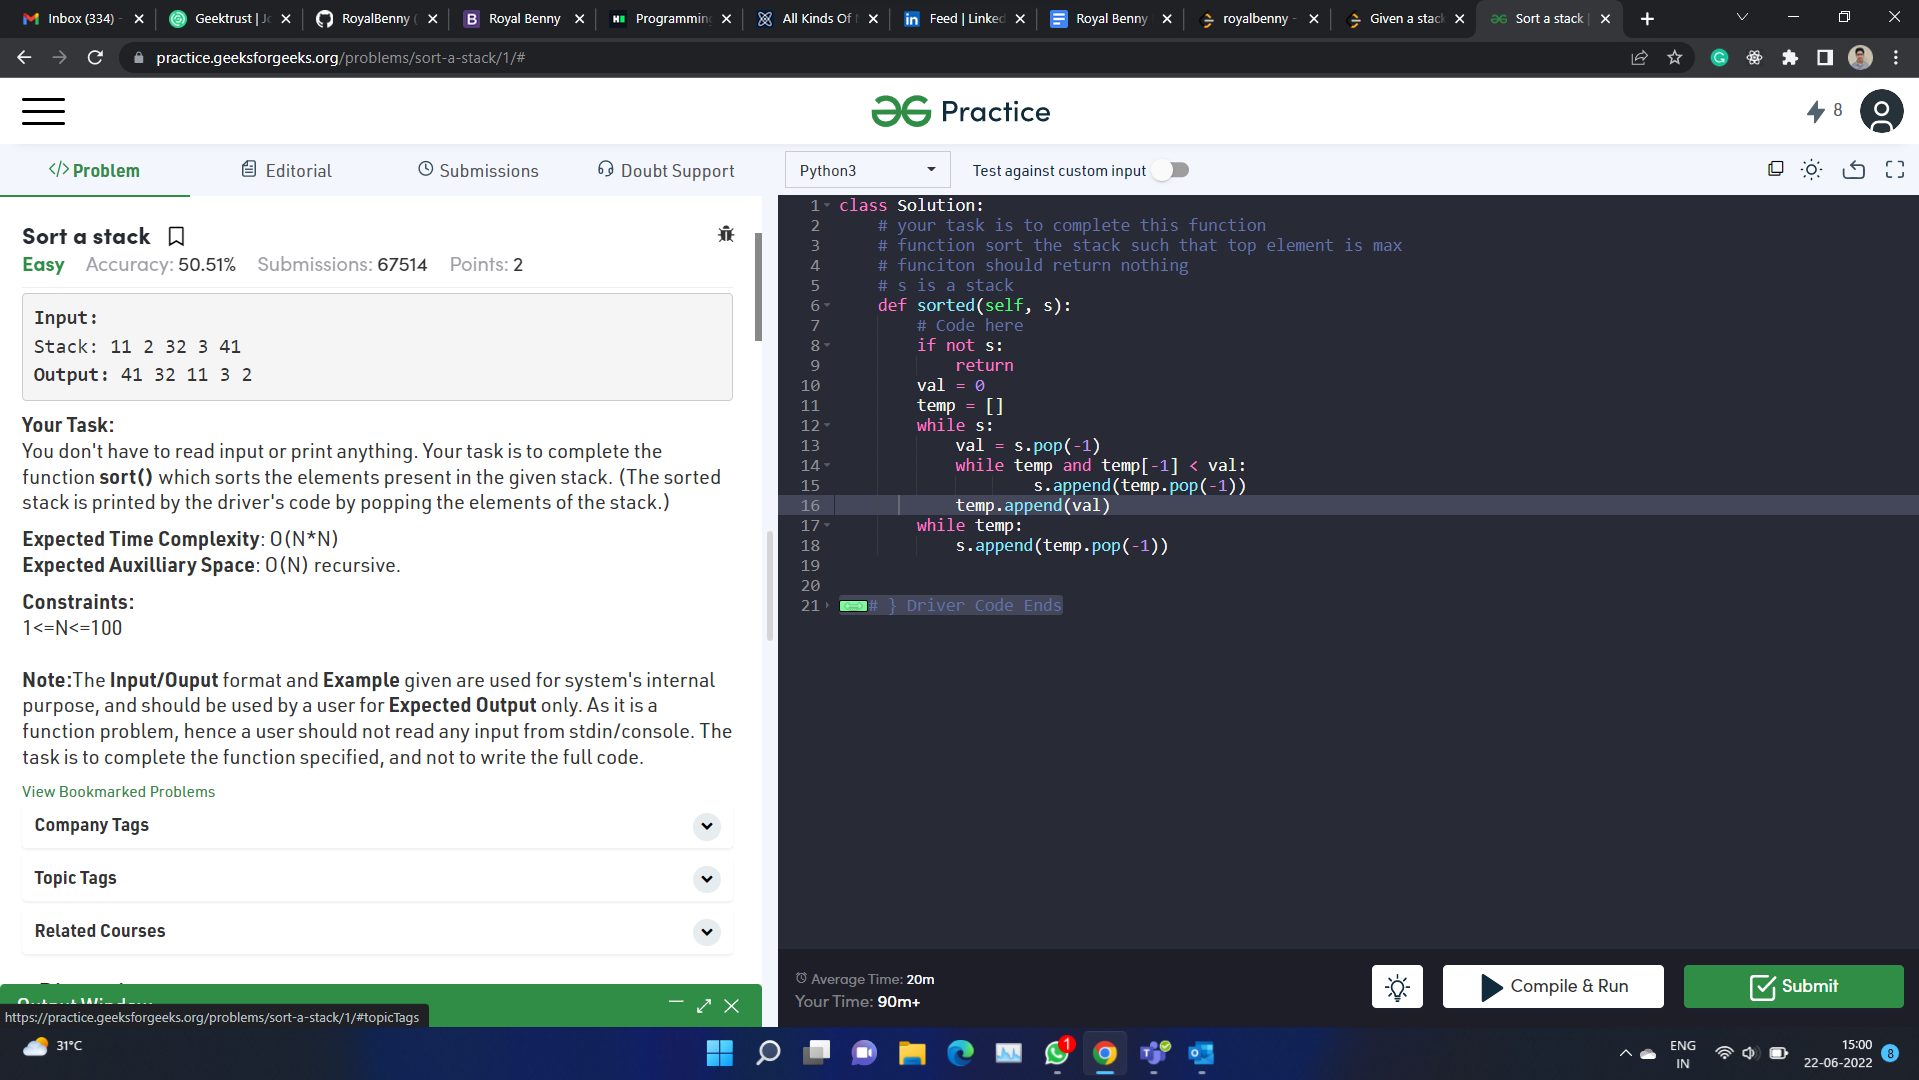 Inbox (334) -
Geektrust | Jo
RoyalBenny (
Royal Benny
Programming
All Kinds Of
Feed | Linked
Royal Benny
royalbenny -
Given a stack
Sort a stack |
practice.geeksforgeeks.org/problems/sort-a-stack/1/#
Practice
8
</> Problem
Editorial
Submissions
Doubt Support
Python3
Test against custom input
Sort a stack
Easy Accuracy: 50.51% Submissions: 67514 Points: 2
Input:
Stack: 11 2 32 3 41
Output: 41 32 11 3 2
Your Task:
You don't have to read input or print anything. Your task is to complete the
function sort() which sorts the elements present in the given stack. (The sorted
stack is printed by the driver's code by popping the elements of the stack.)
Expected Time Complexity: O(N*N)
Expected Auxilliary Space: O(N) recursive.
Constraints:
1<=N<=100
Note:The Input/Ouput format and Example given are used for system's internal
purpose, and should be used by a user for Expected Output only. As it is a
function problem, hence a user should not read any input from stdin/console. The
task is to complete the function specified, and not to write the full code.
View Bookmarked Problems
Company Tags
Topic Tags
Related Courses
Output Window
https://practice.geeksforgeeks.org/problems/sort-a-stack/1/#topicTags
1 class Solution:
2 # your task is to complete this function
3 # function sort the stack such that top element is max
4 # funciton should return nothing
5 # s is a stack
6 def sorted(self, s):
7 # Code here
8 if not s:
9 return
10 val = 0
11 temp = []
12 while s:
13 val = s.pop(-1)
14 while temp and temp[-1] < val:
15 s.append(temp.pop(-1))
16 temp.append(val)
17 while temp:
18 s.append(temp.pop(-1))
19
20
21 # } Driver Code Ends
Average Time: 20m
Your Time: 90m+
Compile & Run
Submit
31°C
1
ENG
IN
15:00
22-06-2022
8